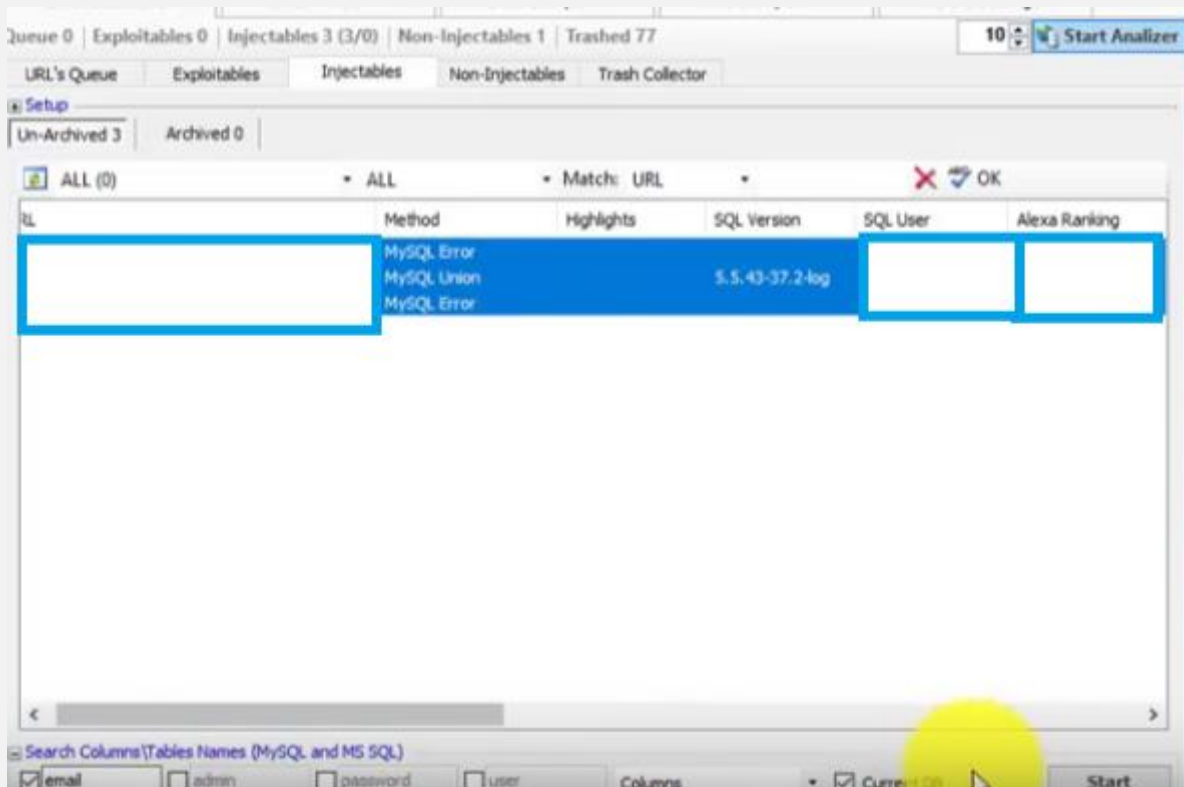 Queue 0 | Exploitables 0 | Injectables 3 (3/0) | Non-Injectables 1 | Trashed 77 10 Start Analizer
URL's Queue Exploitables Injectables Non-Injectables Trash Collector
Setup
Un-Archived 3 Archived 0
ALL (0) ALL Match: URL OK
RL Method Highlights SQL Version SQL User Alexa Ranking
MySQL Error
MySQL Union 5.5.43-37.2-log
MySQL Error
Search Columns\Tables Names (MySQL and MS SQL)
email admin password user Columns Current DB Start